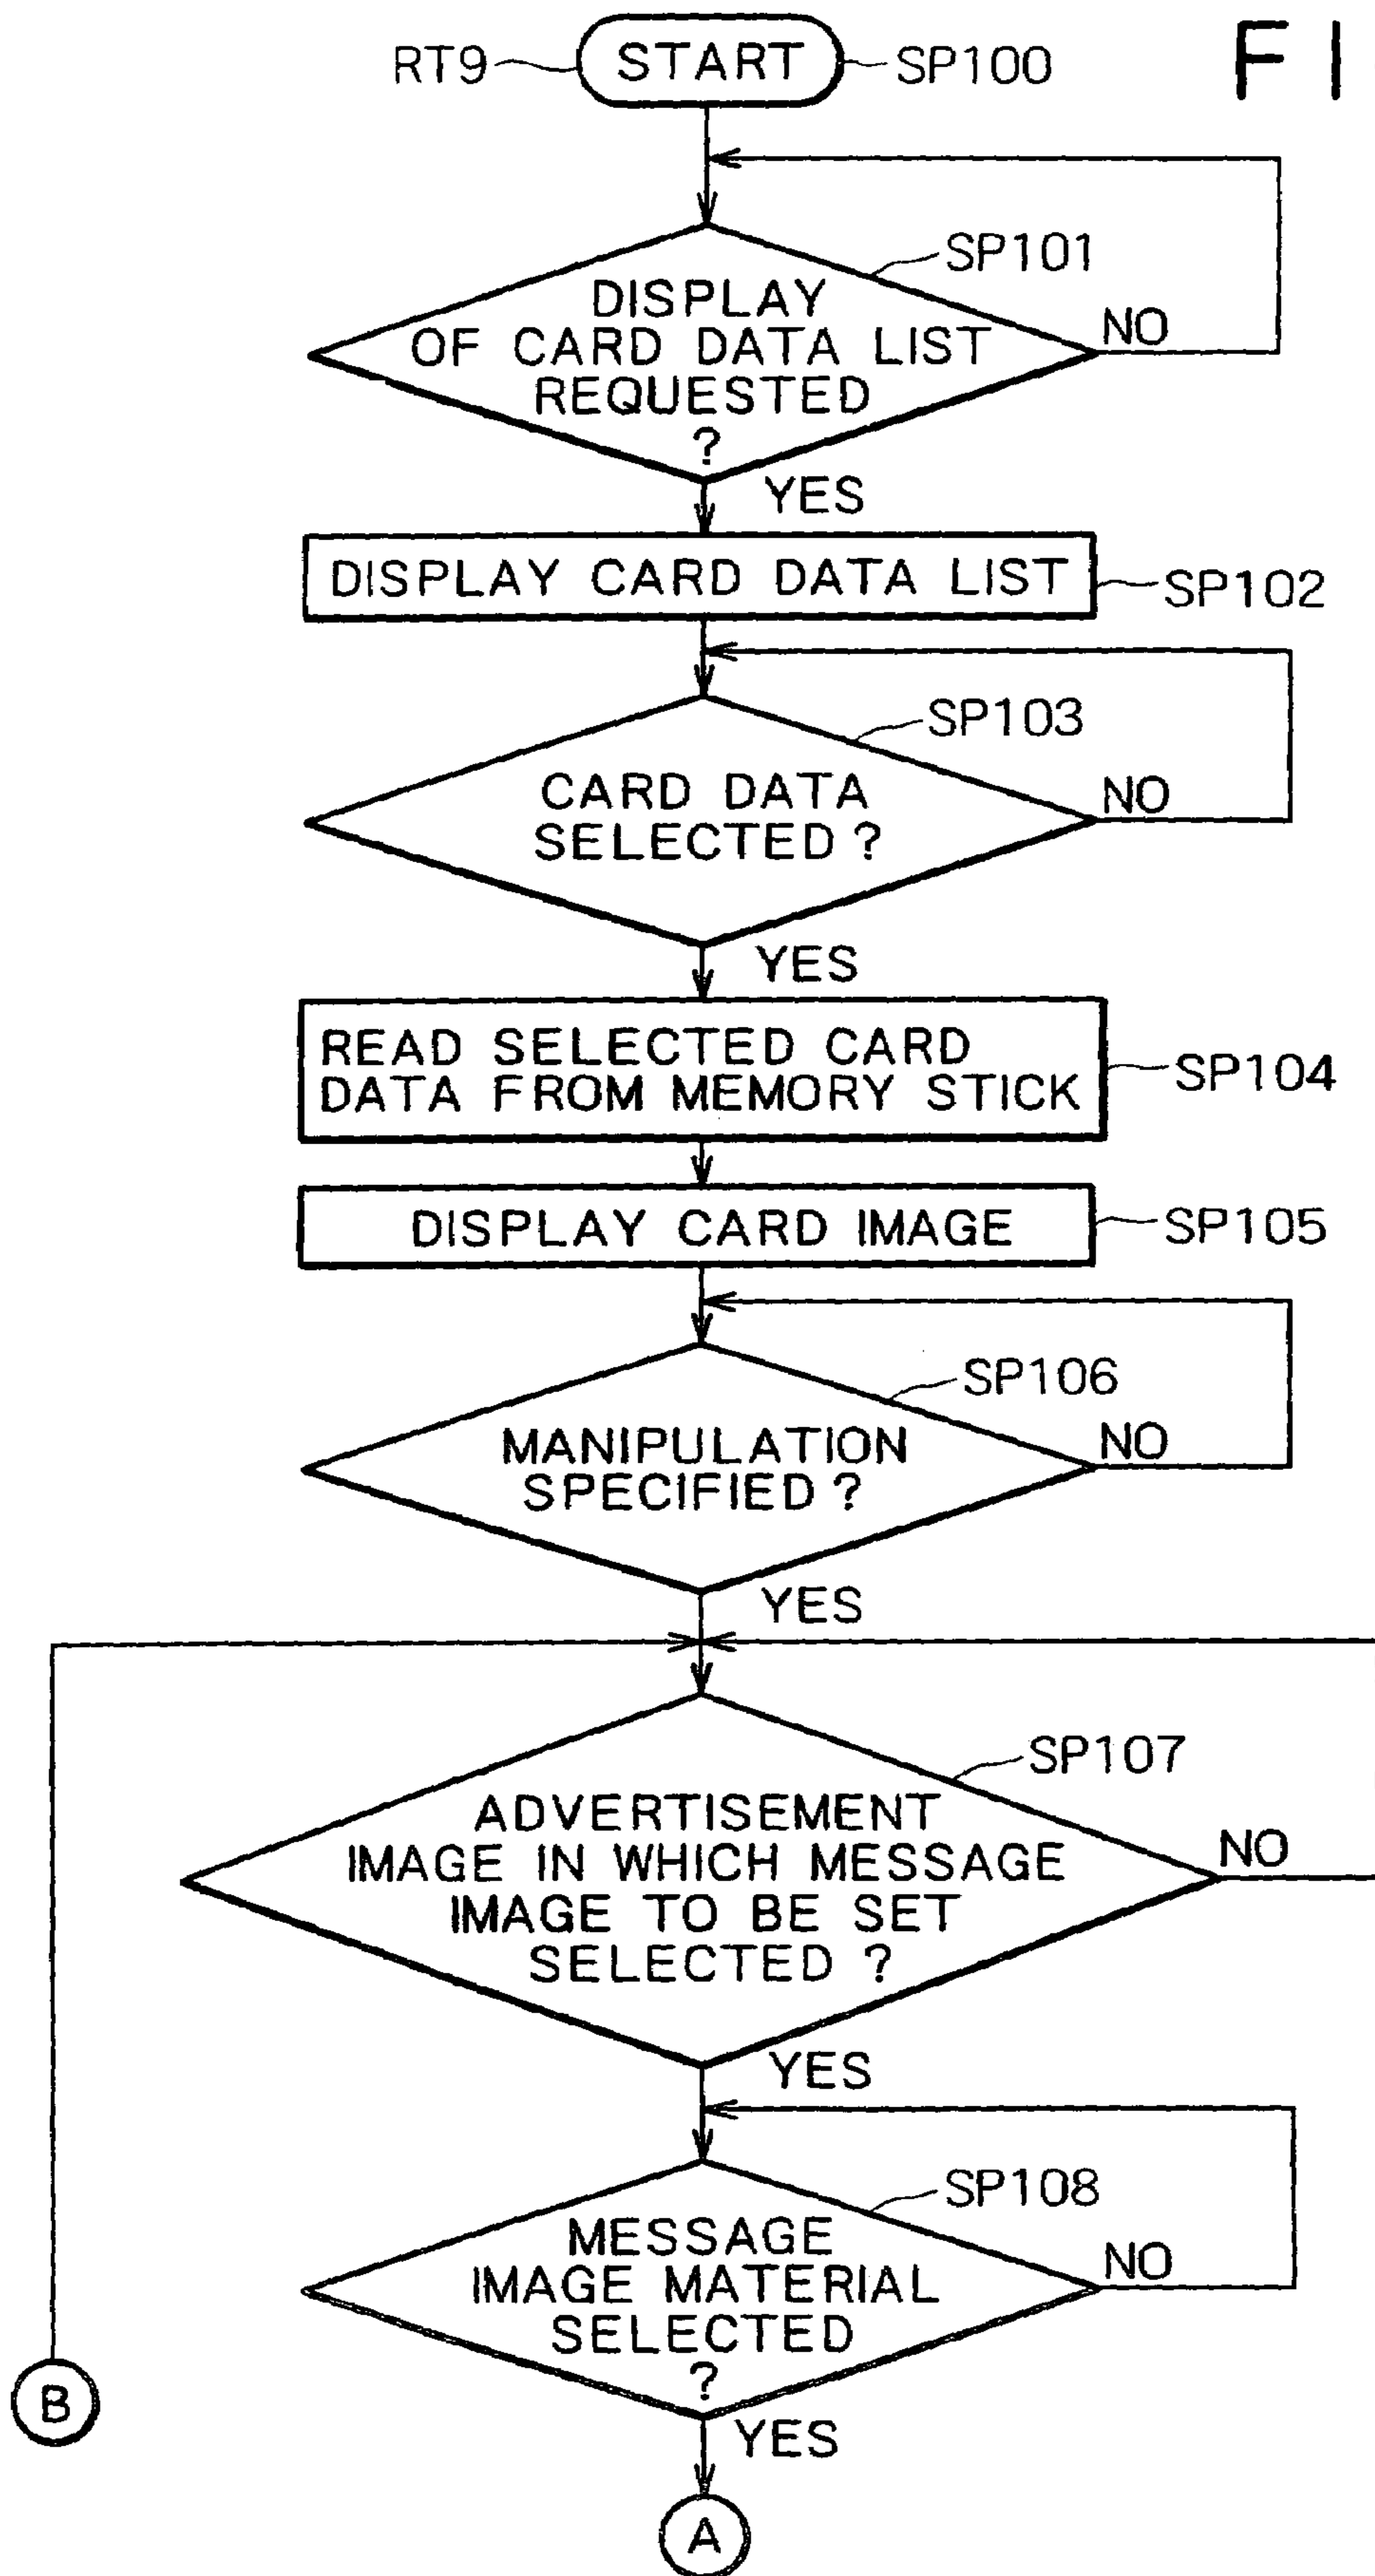 FI
RT9 START SP100
SP101
DISPLAY
OF CARD DATA LIST
REQUESTED
?
NO
YES
DISPLAY CARD DATA LIST
SP102
SP103
CARD DATA
SELECTED ?
NO
YES
READ SELECTED CARD
DATA FROM MEMORY STICK
SP104
DISPLAY CARD IMAGE
SP105
SP106
MANIPULATION
SPECIFIED ?
NO
YES
SP107
ADVERTISEMENT
IMAGE IN WHICH MESSAGE
IMAGE TO BE SET
SELECTED ?
NO
YES
SP108
MESSAGE
IMAGE MATERIAL
SELECTED
?
NO
YES
B
A